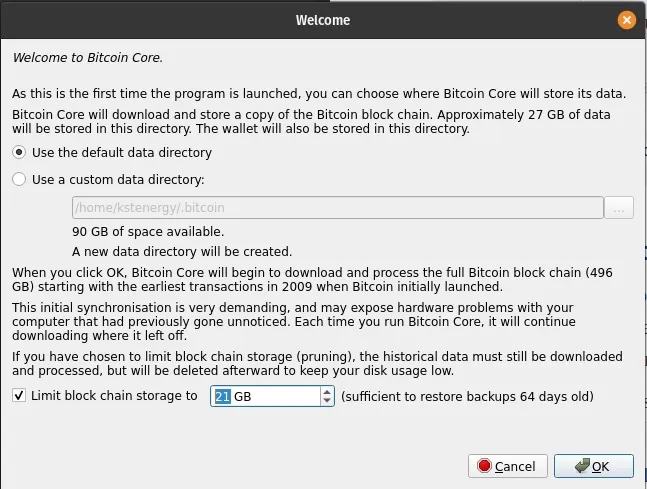 Welcome
Welcome to Bitcoin Core.
As this is the first time the program is launched, you can choose where Bitcoin Core will store its data.
Bitcoin Core will download and store a copy of the Bitcoin block chain. Approximately 27 GB of data
will be stored in this directory. The wallet will also be stored in this directory.
Use the default data directory
Use a custom data directory:
/home/kstenergy/.bitcoin
...
90 GB of space available.
A new data directory will be created.
When you click OK, Bitcoin Core will begin to download and process the full Bitcoin block chain (496
GB) starting with the earliest transactions in 2009 when Bitcoin initially launched.
This initial synchronisation is very demanding, and may expose hardware problems with your
computer that had previously gone unnoticed. Each time you run Bitcoin Core, it will continue
downloading where it left off.
If you have chosen to limit block chain storage (pruning), the historical data must still be downloaded
and processed, but will be deleted afterward to keep your disk usage low.
Limit block chain storage to 21 GB (sufficient to restore backups 64 days old)
Cancel OK